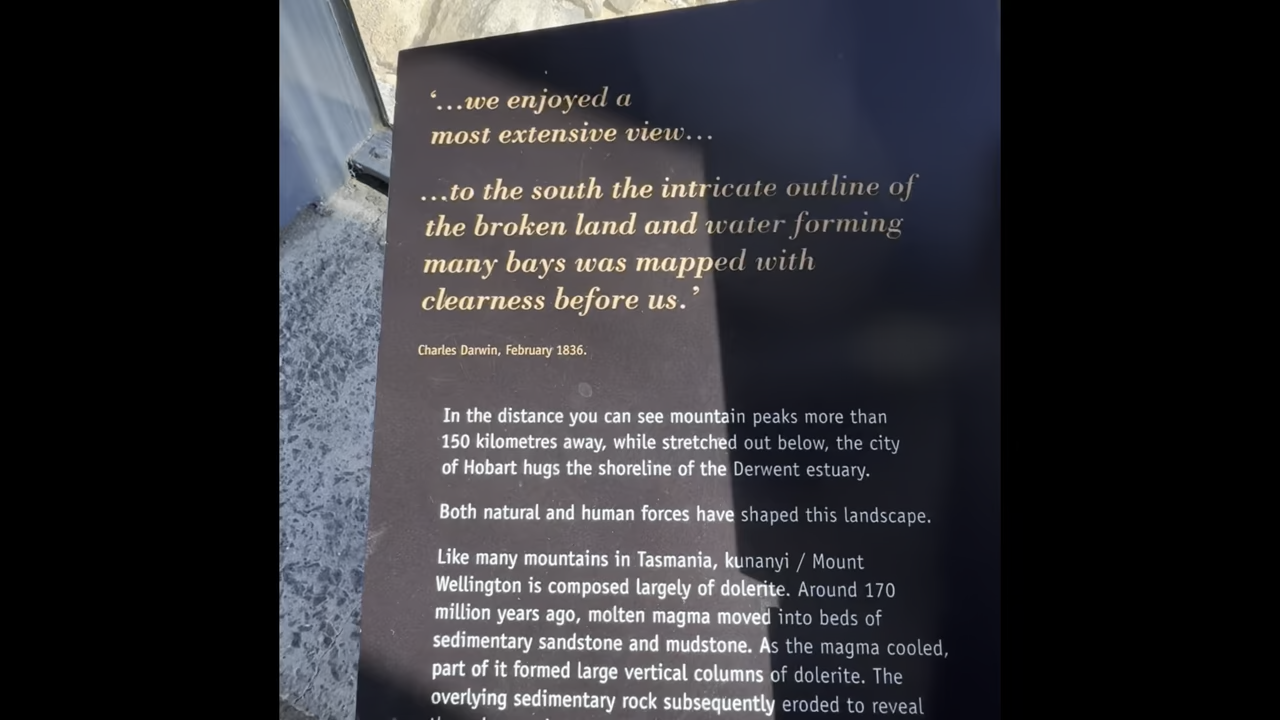 ‘...we enjoyed a
most extensive view...
...to the south the intricate outline of
the broken land and water forming
many bays was mapped with
clearness before us.’
Charles Darwin, February 1836.
In the distance you can see mountain peaks more than
150 kilometres away, while stretched out below, the city
of Hobart hugs the shoreline of the Derwent estuary.
Both natural and human forces have shaped this landscape.
Like many mountains in Tasmania, kunanyi / Mount
Wellington is composed largely of dolerite. Around 170
million years ago, molten magma moved into beds of
sedimentary sandstone and mudstone. As the magma cooled,
part of it formed large vertical columns of dolerite. The
overlying sedimentary rock subsequently eroded to reveal